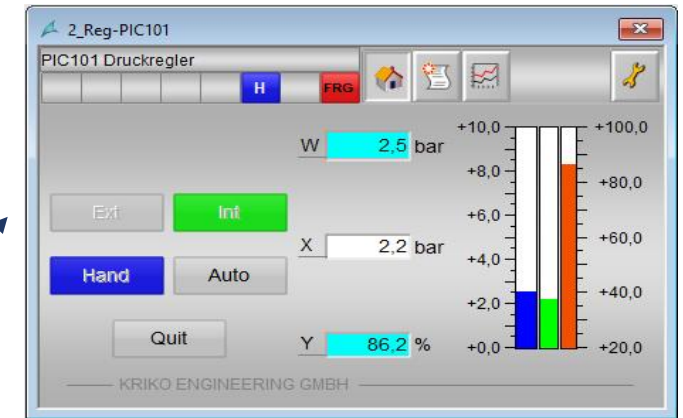 2_Reg-PIC101
PIC101 Druckregler
H FRG
W 2,5 bar
Ext Int
X 2,2 bar
Hand Auto
Quit
Y 86,2 %
+10,0 +100,0
+8,0 +80,0
+6,0
+4,0 +60,0
+2,0 +40,0
+0,0 +20,0
KRIKO ENGINEERING GMBH